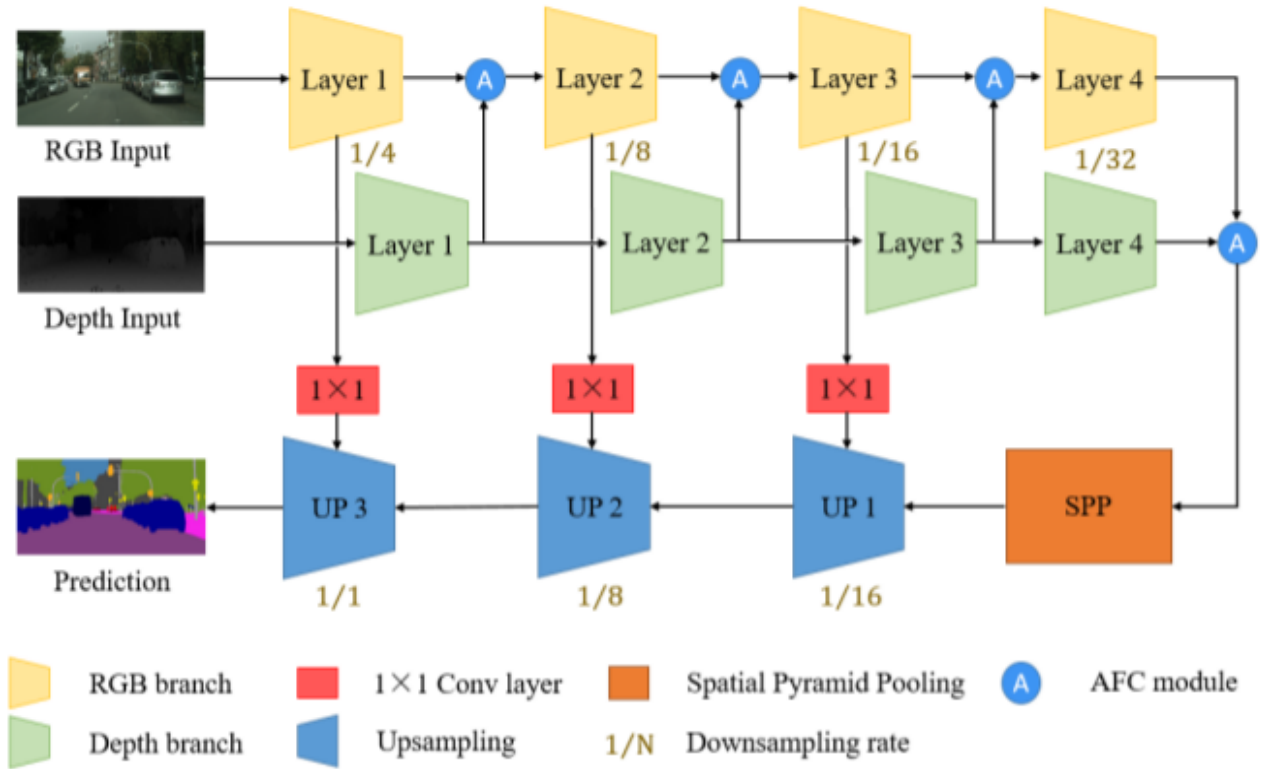 Layer 1
A
Layer 2
A
Layer 3
A
Layer 4
RGB Input
1/4
1/8
1/16
1/32
Layer 1
Layer 2
Layer 3
Layer 4
A
Depth Input
1×1
1×1
1×1
UP 3
UP 2
UP 1
SPP
Prediction
1/1
1/8
1/16
RGB branch
1×1 Conv layer
Spatial Pyramid Pooling
A
AFC module
Depth branch
Upsampling
1/N
Downsampling rate